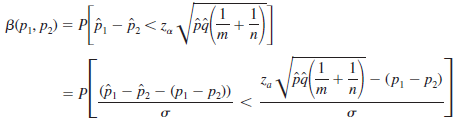 β(p₁, p₂) = P[p̂₁ − p̂₂ < z_α √(p̂q̂(1/m + 1/n))]
= P[(p̂₁ − p̂₂ − (p₁ − p₂))/σ < (z_α √(p̂q̂(1/m + 1/n)) − (p₁ − p₂))/σ]